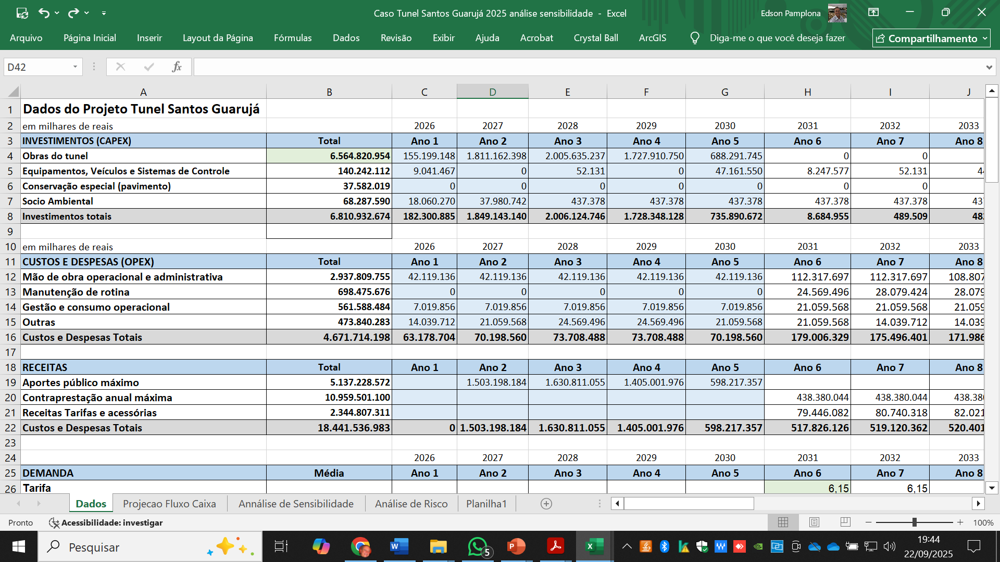 Caso Tunel Santos Guarujá 2025 análise sensibilidade - Excel
Edson Pamplona
Arquivo Página Inicial Inserir Layout da Página Fórmulas Dados Revisão Exibir Ajuda Acrobat Crystal Ball ArcGIS Diga-me o que você deseja fazer Compartilhamento
D42 fx
A B C D E F G H I J
1 Dados do Projeto Tunel Santos Guarujá
2 em milhares de reais 2026 2027 2028 2029 2030 2031 2032 2033
3 INVESTIMENTOS (CAPEX) Total Ano 1 Ano 2 Ano 3 Ano 4 Ano 5 Ano 6 Ano 7 Ano 8
4 Obras do tunel 6.564.820.954 155.199.148 1.811.162.398 2.005.635.237 1.727.910.750 688.291.745 0 0
5 Equipamentos, Veículos e Sistemas de Controle 140.242.112 9.041.467 0 52.131 0 47.161.550 8.247.577 52.131 4
6 Conservação especial (pavimento) 37.582.019 0 0 0 0 0 0 0
7 Socio Ambiental 68.287.590 18.060.270 37.980.742 437.378 437.378 437.378 437.378 437.378 43
8 Investimentos totais 6.810.932.674 182.300.885 1.849.143.140 2.006.124.746 1.728.348.128 735.890.672 8.684.955 489.509 48
9
10 em milhares de reais 2026 2027 2028 2029 2030 2031 2032 2033
11 CUSTOS E DESPESAS (OPEX) Total Ano 1 Ano 2 Ano 3 Ano 4 Ano 5 Ano 6 Ano 7 Ano 8
12 Mão de obra operacional e administrativa 2.937.809.755 42.119.136 42.119.136 42.119.136 42.119.136 42.119.136 112.317.697 112.317.697 108.807
13 Manutenção de rotina 698.475.676 0 0 0 0 0 24.569.496 28.079.424 28.079
14 Gestão e consumo operacional 561.588.484 7.019.856 7.019.856 7.019.856 7.019.856 7.019.856 21.059.568 21.059.568 21.059
15 Outras 473.840.283 14.039.712 21.059.568 24.569.496 24.569.496 21.059.568 21.059.568 14.039.712 14.039
16 Custos e Despesas Totais 4.671.714.198 63.178.704 70.198.560 73.708.488 73.708.488 70.198.560 179.006.329 175.496.401 171.986
17
18 RECEITAS Total Ano 1 Ano 2 Ano 3 Ano 4 Ano 5 Ano 6 Ano 7 Ano 8
19 Aportes público máximo 5.137.228.572 1.503.198.184 1.630.811.055 1.405.001.976 598.217.357
20 Contraprestação anual máxima 10.959.501.100 438.380.044 438.380.044 438.380
21 Receitas Tarifas e acessórias 2.344.807.311 79.446.082 80.740.318 82.021
22 Custos e Despesas Totais 18.441.536.983 0 1.503.198.184 1.630.811.055 1.405.001.976 598.217.357 517.826.126 519.120.362 520.401
23
24 2026 2027 2028 2029 2030 2031 2032 2033
25 DEMANDA Média Ano 1 Ano 2 Ano 3 Ano 4 Ano 5 Ano 6 Ano 7 Ano 8
26 Tarifa 6,15 6,15
Dados Projecao Fluxo Caixa Annálise de Sensibilidade Análise de Risco Planilha1
Pronto Acessibilidade: investigar 100%
Pesquisar 5 19:44
22/09/2025